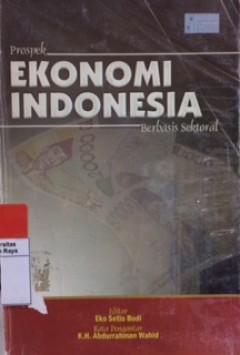 Prospek
EKONOMI
INDONESIA
Berbasis Sektoral
Editor
Eko Setio Budi
Kata Pengantar
K.H. Abdurrahman Wahid